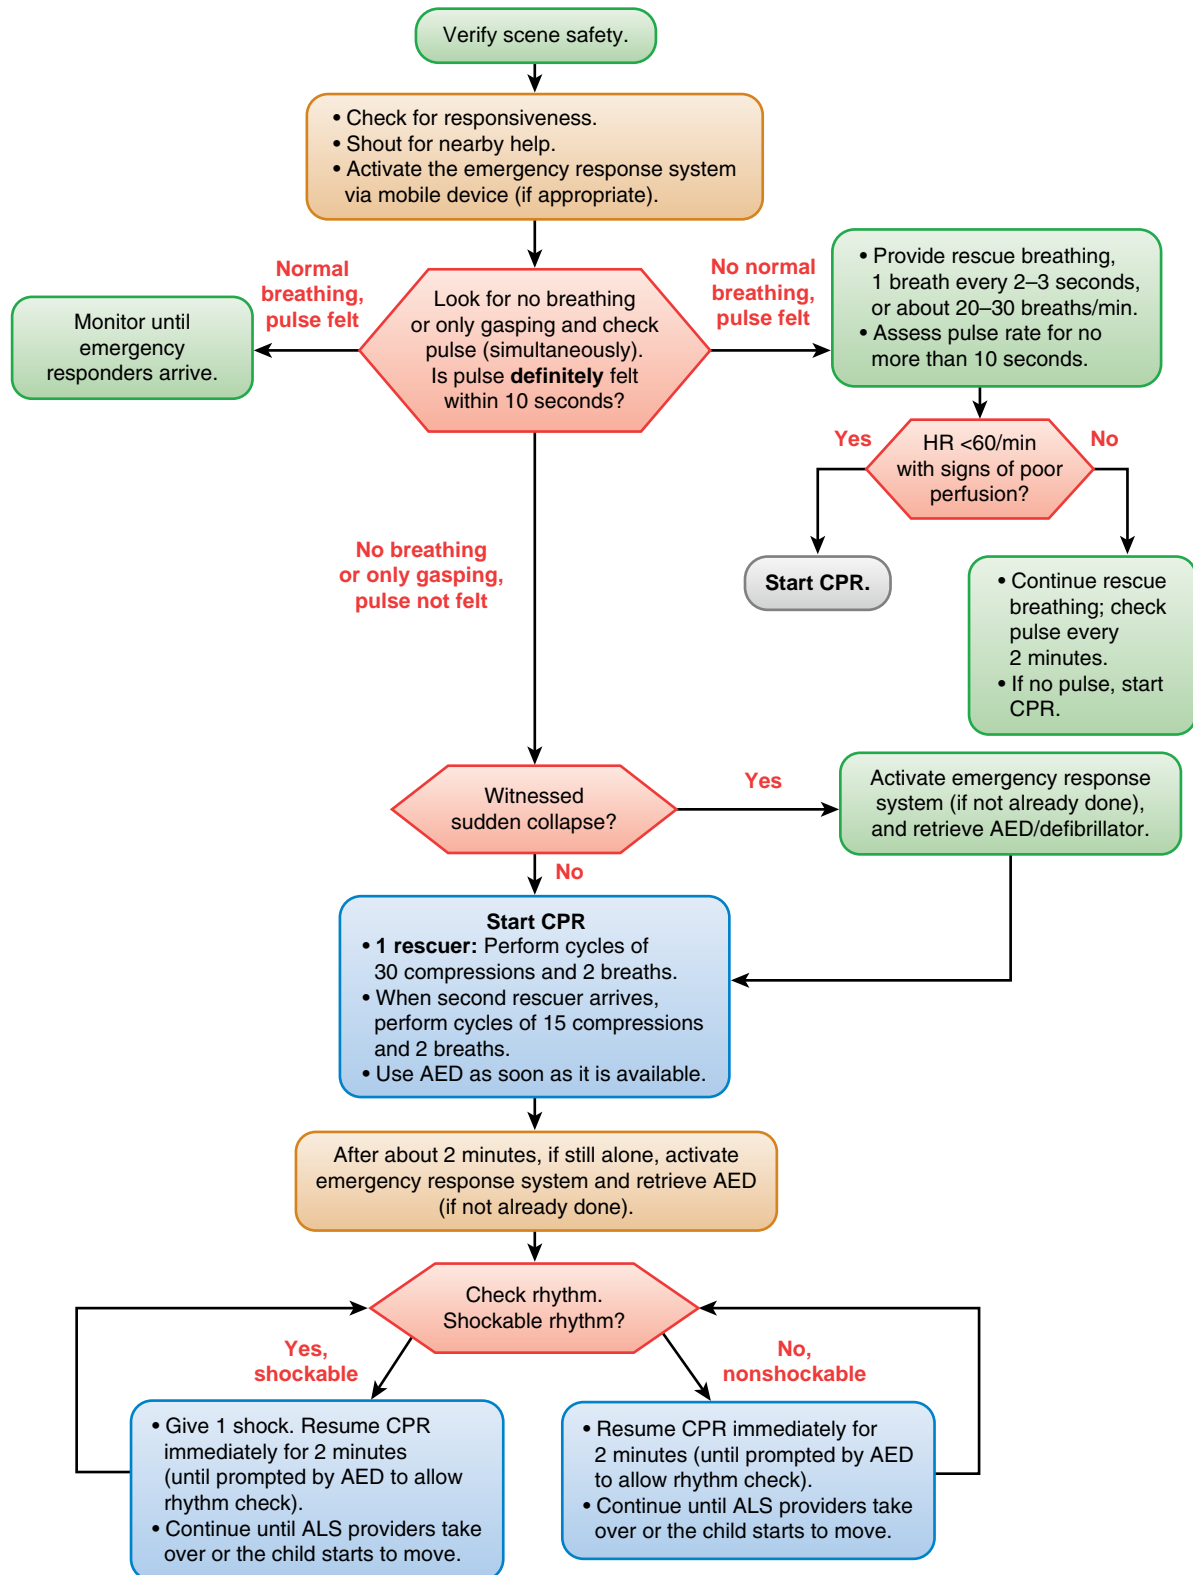 Verify scene safety.
• Check for responsiveness.
• Shout for nearby help.
• Activate the emergency response system
via mobile device (if appropriate).
Normal
breathing,
pulse felt
No normal
breathing,
pulse felt
Look for no breathing
or only gasping and check
pulse (simultaneously).
Is pulse definitely felt
within 10 seconds?
Monitor until
emergency
responders arrive.
• Provide rescue breathing,
1 breath every 2–3 seconds,
or about 20–30 breaths/min.
• Assess pulse rate for no
more than 10 seconds.
Yes
HR <60/min
with signs of poor
perfusion?
No
Start CPR.
• Continue rescue
breathing; check
pulse every
2 minutes.
• If no pulse, start
CPR.
No breathing
or only gasping,
pulse not felt
Witnessed
sudden collapse?
Yes
Activate emergency response
system (if not already done),
and retrieve AED/defibrillator.
No
Start CPR
• 1 rescuer: Perform cycles of
30 compressions and 2 breaths.
• When second rescuer arrives,
perform cycles of 15 compressions
and 2 breaths.
• Use AED as soon as it is available.
After about 2 minutes, if still alone, activate
emergency response system and retrieve AED
(if not already done).
Check rhythm.
Shockable rhythm?
Yes,
shockable
No,
nonshockable
• Give 1 shock. Resume CPR
immediately for 2 minutes
(until prompted by AED to allow
rhythm check).
• Continue until ALS providers take
over or the child starts to move.
• Resume CPR immediately for
2 minutes (until prompted by AED
to allow rhythm check).
• Continue until ALS providers take
over or the child starts to move.